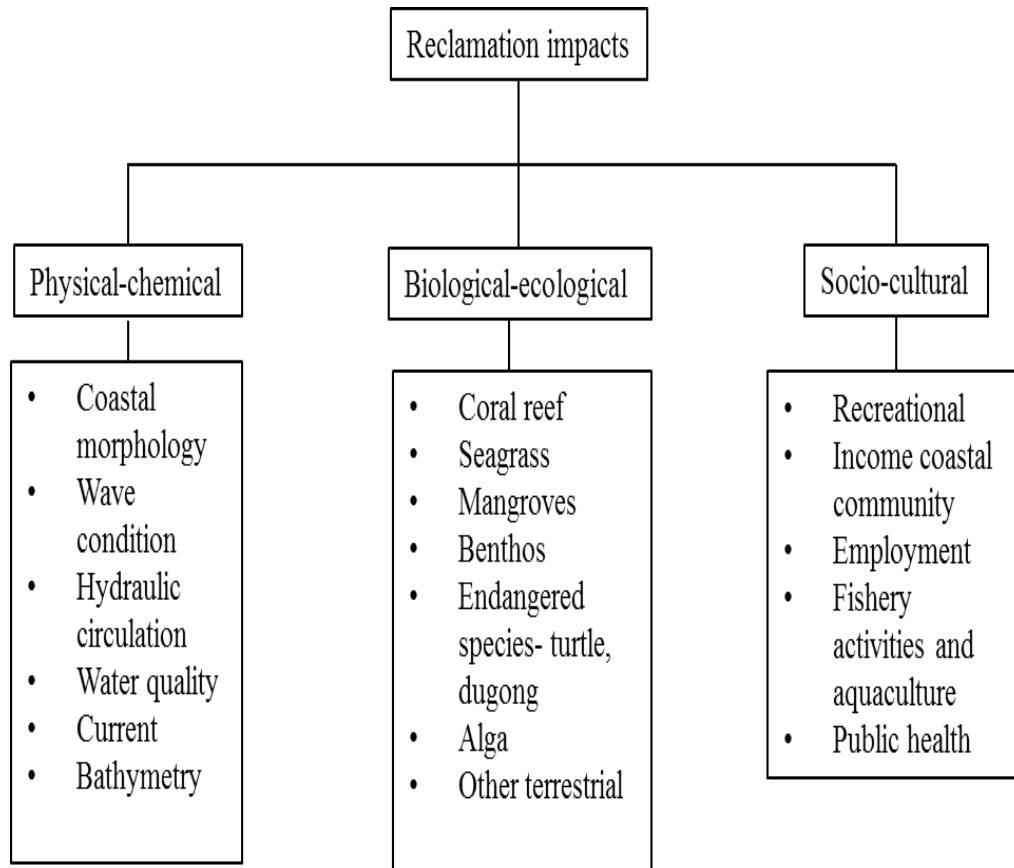 Reclamation impacts
Physical-chemical
Biological-ecological
Socio-cultural
• Coastal
morphology
• Wave
condition
• Hydraulic
circulation
• Water quality
• Current
• Bathymetry
• Coral reef
• Seagrass
• Mangroves
• Benthos
• Endangered
species- turtle,
dugong
• Alga
• Other terrestrial
• Recreational
• Income coastal
community
• Employment
• Fishery
activities and
aquaculture
• Public health